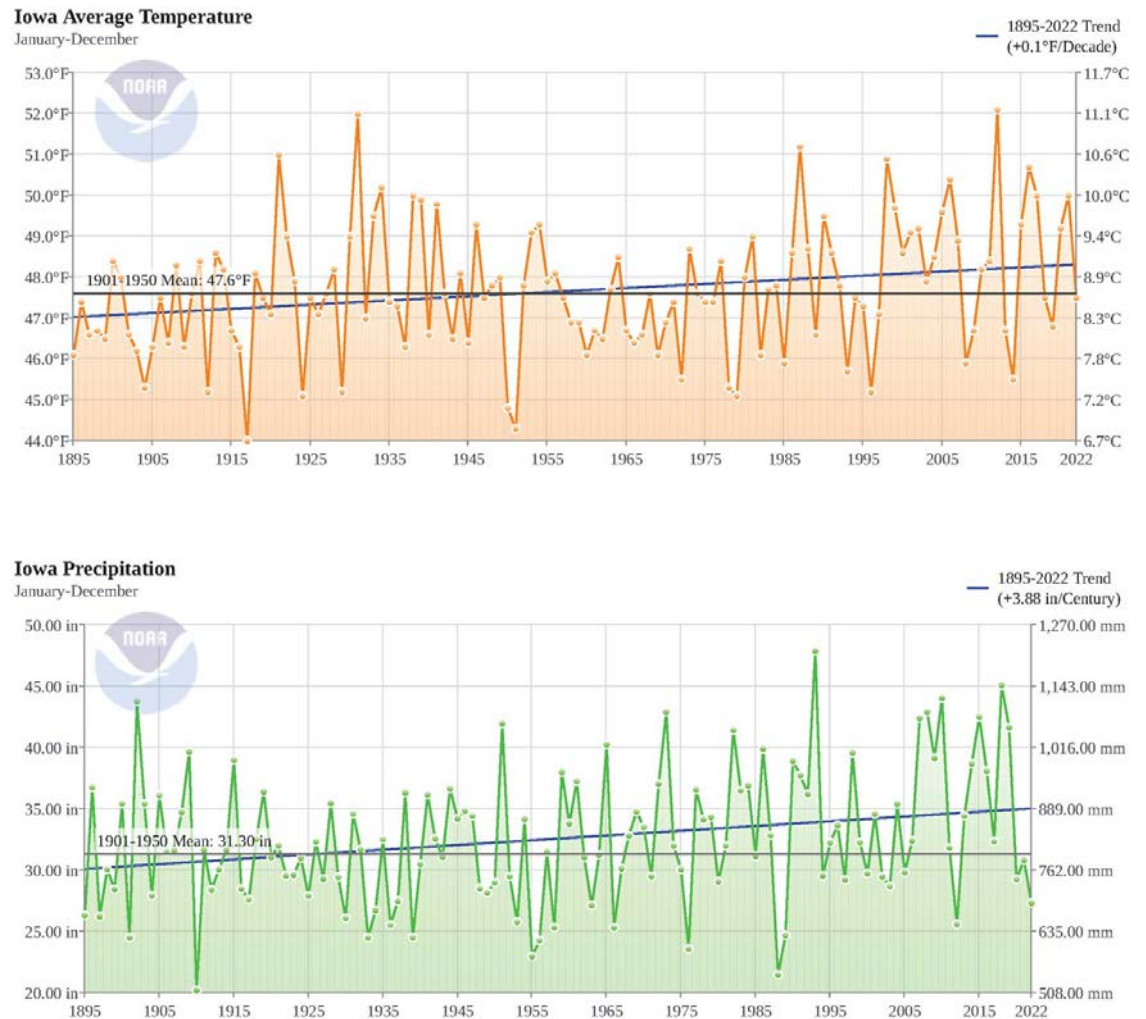 Iowa Average Temperature
January-December
1895-2022 Trend
(+0.1°F/Decade)
NOAA
53.0°F
52.0°F
51.0°F
50.0°F
49.0°F
48.0°F
47.0°F
46.0°F
45.0°F
44.0°F
1901-1950 Mean: 47.6°F
11.7°C
11.1°C
10.6°C
10.0°C
9.4°C
8.9°C
8.3°C
7.8°C
7.2°C
6.7°C
1895 1905 1915 1925 1935 1945 1955 1965 1975 1985 1995 2005 2015 2022
Iowa Precipitation
January-December
1895-2022 Trend
(+3.88 in/Century)
NOAA
50.00 in
45.00 in
40.00 in
35.00 in
30.00 in
25.00 in
20.00 in
1901-1950 Mean: 31.30 in
1,270.00 mm
1,143.00 mm
1,016.00 mm
889.00 mm
762.00 mm
635.00 mm
508.00 mm
1895 1905 1915 1925 1935 1945 1955 1965 1975 1985 1995 2005 2015 2022